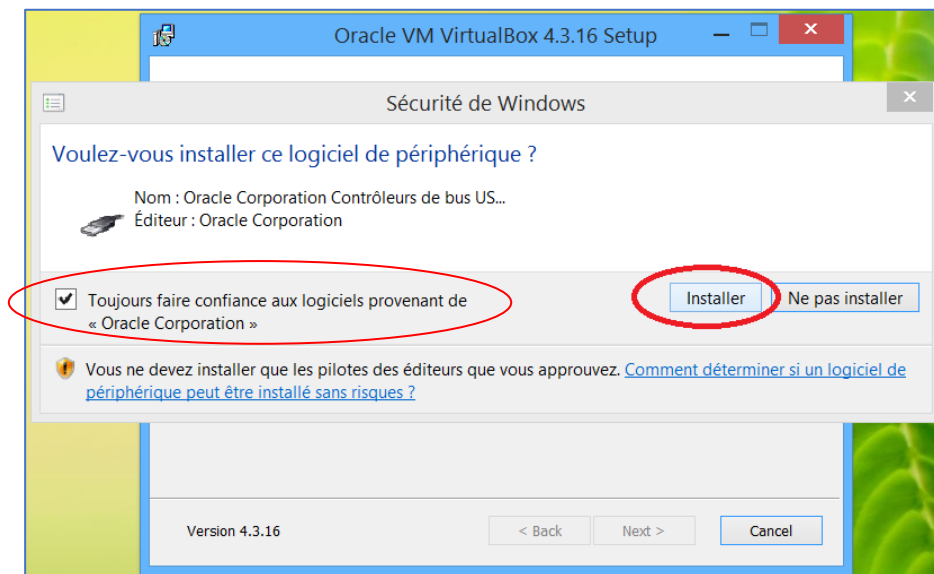 Oracle VM VirtualBox 4.3.16 Setup
Sécurité de Windows
Voulez-vous installer ce logiciel de périphérique ?
Nom : Oracle Corporation Contrôleurs de bus US...
Éditeur : Oracle Corporation
Toujours faire confiance aux logiciels provenant de
« Oracle Corporation »
Installer
Ne pas installer
Vous ne devez installer que les pilotes des éditeurs que vous approuvez. Comment déterminer si un logiciel de
périphérique peut être installé sans risques ?
Version 4.3.16
< Back
Next >
Cancel